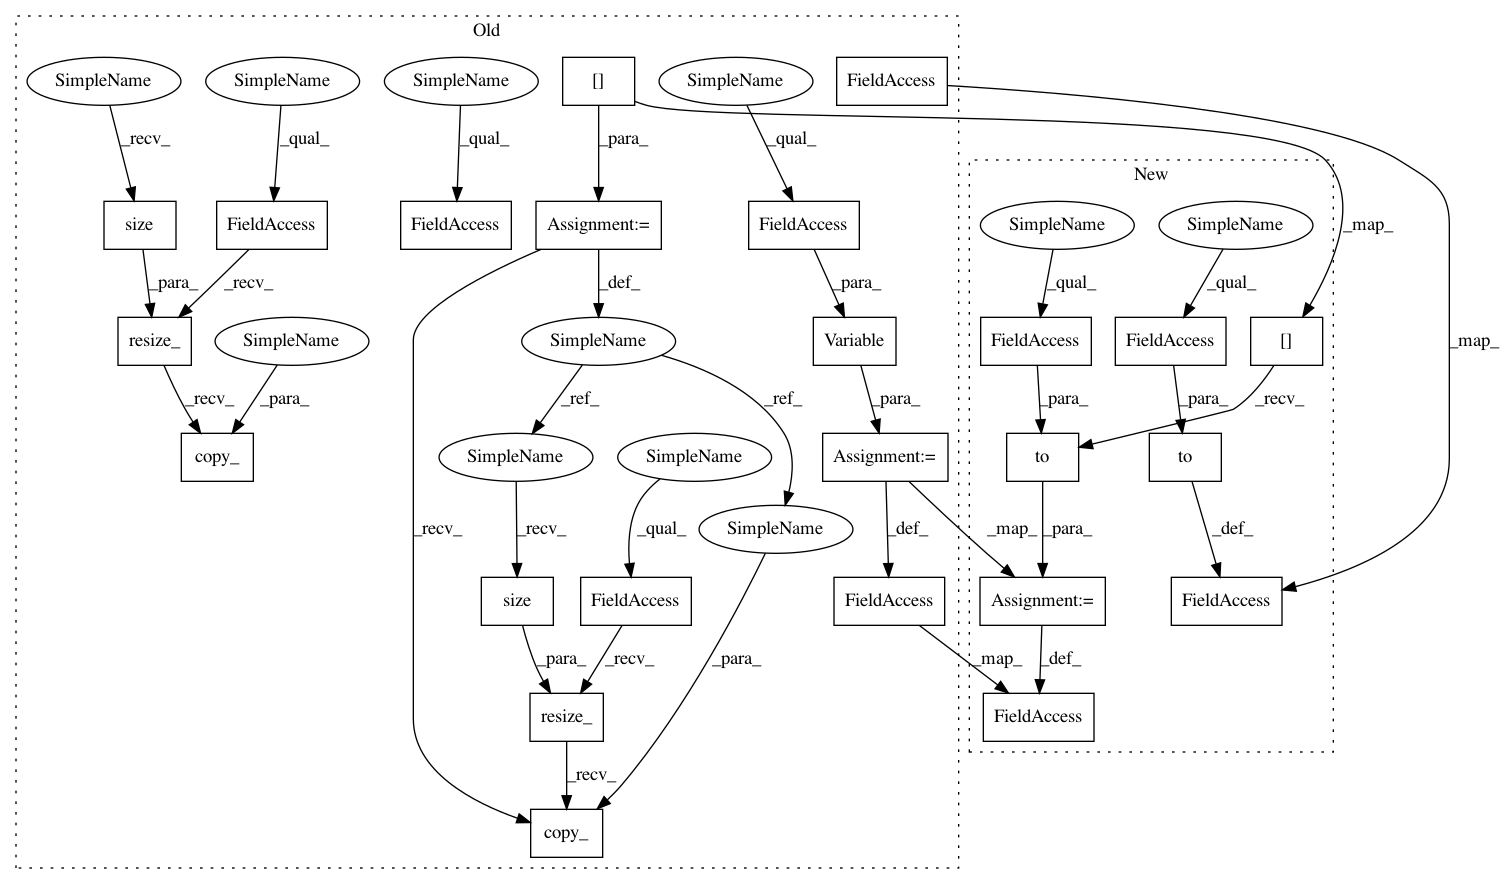 Old
SimpleName
SimpleName
SimpleName
[]
SimpleName
FieldAccess
_recv_
_qual_
_qual_
_para_
_qual_
New
size
FieldAccess
FieldAccess
Assignment:=
FieldAccess
SimpleName
SimpleName
_map_
_para_
_recv_
_def_
_para_
_qual_
_qual_
resize_
SimpleName
SimpleName
Variable
FieldAccess
FieldAccess
[]
_map_
_recv_
_para_
_ref_
_ref_
_para_
_para_
_para_
_recv_
copy_
SimpleName
SimpleName
Assignment:=
to
to
_recv_
_recv_
_qual_
SimpleName
_def_
_map_
_para_
_def_
size
FieldAccess
FieldAccess
Assignment:=
FieldAccess
_para_
_recv_
_para_
_map_
_def_
resize_
FieldAccess
_recv_
copy_